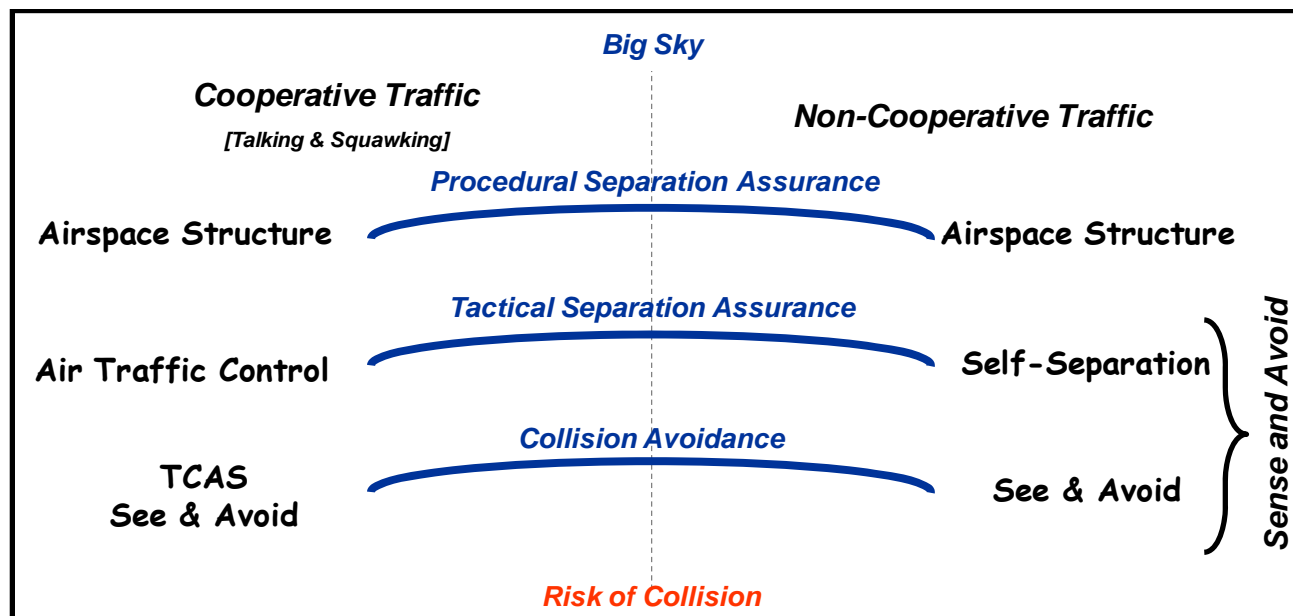 Big Sky
Cooperative Traffic
[Talking & Squawking]
Non-Cooperative Traffic
Procedural Separation Assurance
Airspace Structure
Airspace Structure
Tactical Separation Assurance
Air Traffic Control
Self-Separation
Collision Avoidance
TCAS
See & Avoid
See & Avoid
Sense and Avoid
Risk of Collision